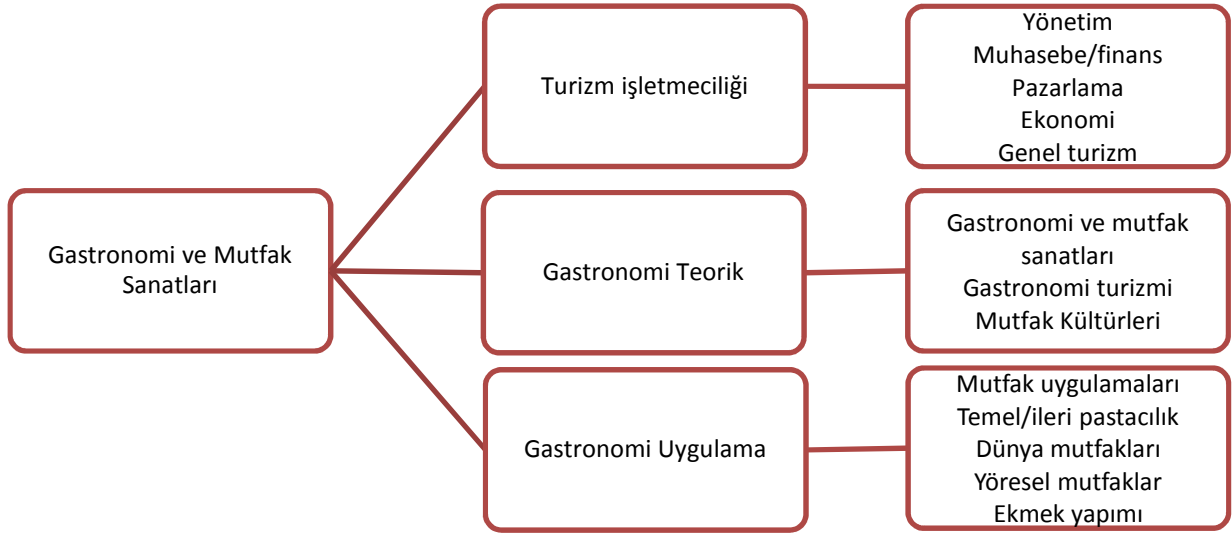 Gastronomi ve Mutfak
Sanatları
Turizm işletmeciliği
Yönetim
Muhasebe/finans
Pazarlama
Ekonomi
Genel turizm
Gastronomi Teorik
Gastronomi ve mutfak
sanatları
Gastronomi turizmi
Mutfak Kültürleri
Gastronomi Uygulama
Mutfak uygulamaları
Temel/ileri pastacılık
Dünya mutfakları
Yöresel mutfaklar
Ekmek yapımı